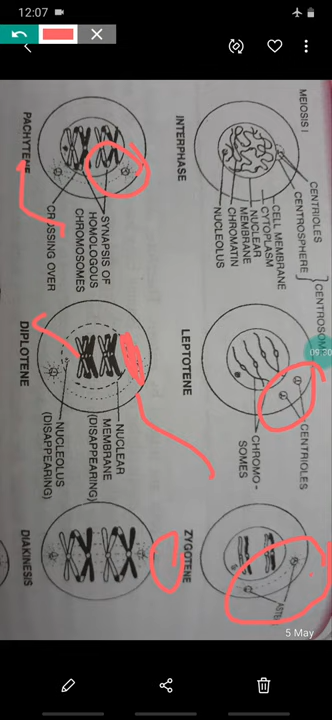 12:07
MEIOSIS I
CENTRIOLES
CENTROSPHERE
CENTROSOM
CELL MEMBRANE
CYTOPLASM
NUCLEAR
MEMBRANE
CHROMATIN
NUCLEOLUS
INTERPHASE
CENTRIOLES
CHROMO-
SOMES
LEPTOTENE
ZYGOTENE
SYNAPSIS OF
HOMOLOGOUS
CHROMOSOMES
CROSSING OVER
PACHYTENE
NUCLEAR
MEMBRANE
(DISAPPEARING)
NUCLEOLUS
(DISAPPEARING)
DIPLOTENE
DIAKINESIS
5 May